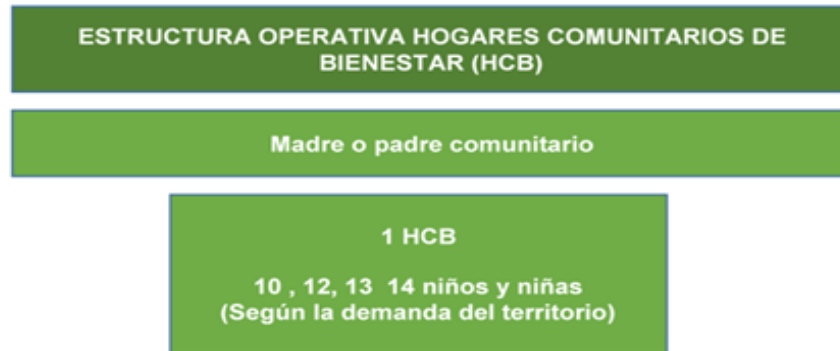 ESTRUCTURA OPERATIVA HOGARES COMUNITARIOS DE
BIENESTAR (HCB)
Madre o padre comunitario
1 HCB
10 , 12, 13 14 niños y niñas
(Según la demanda del territorio)